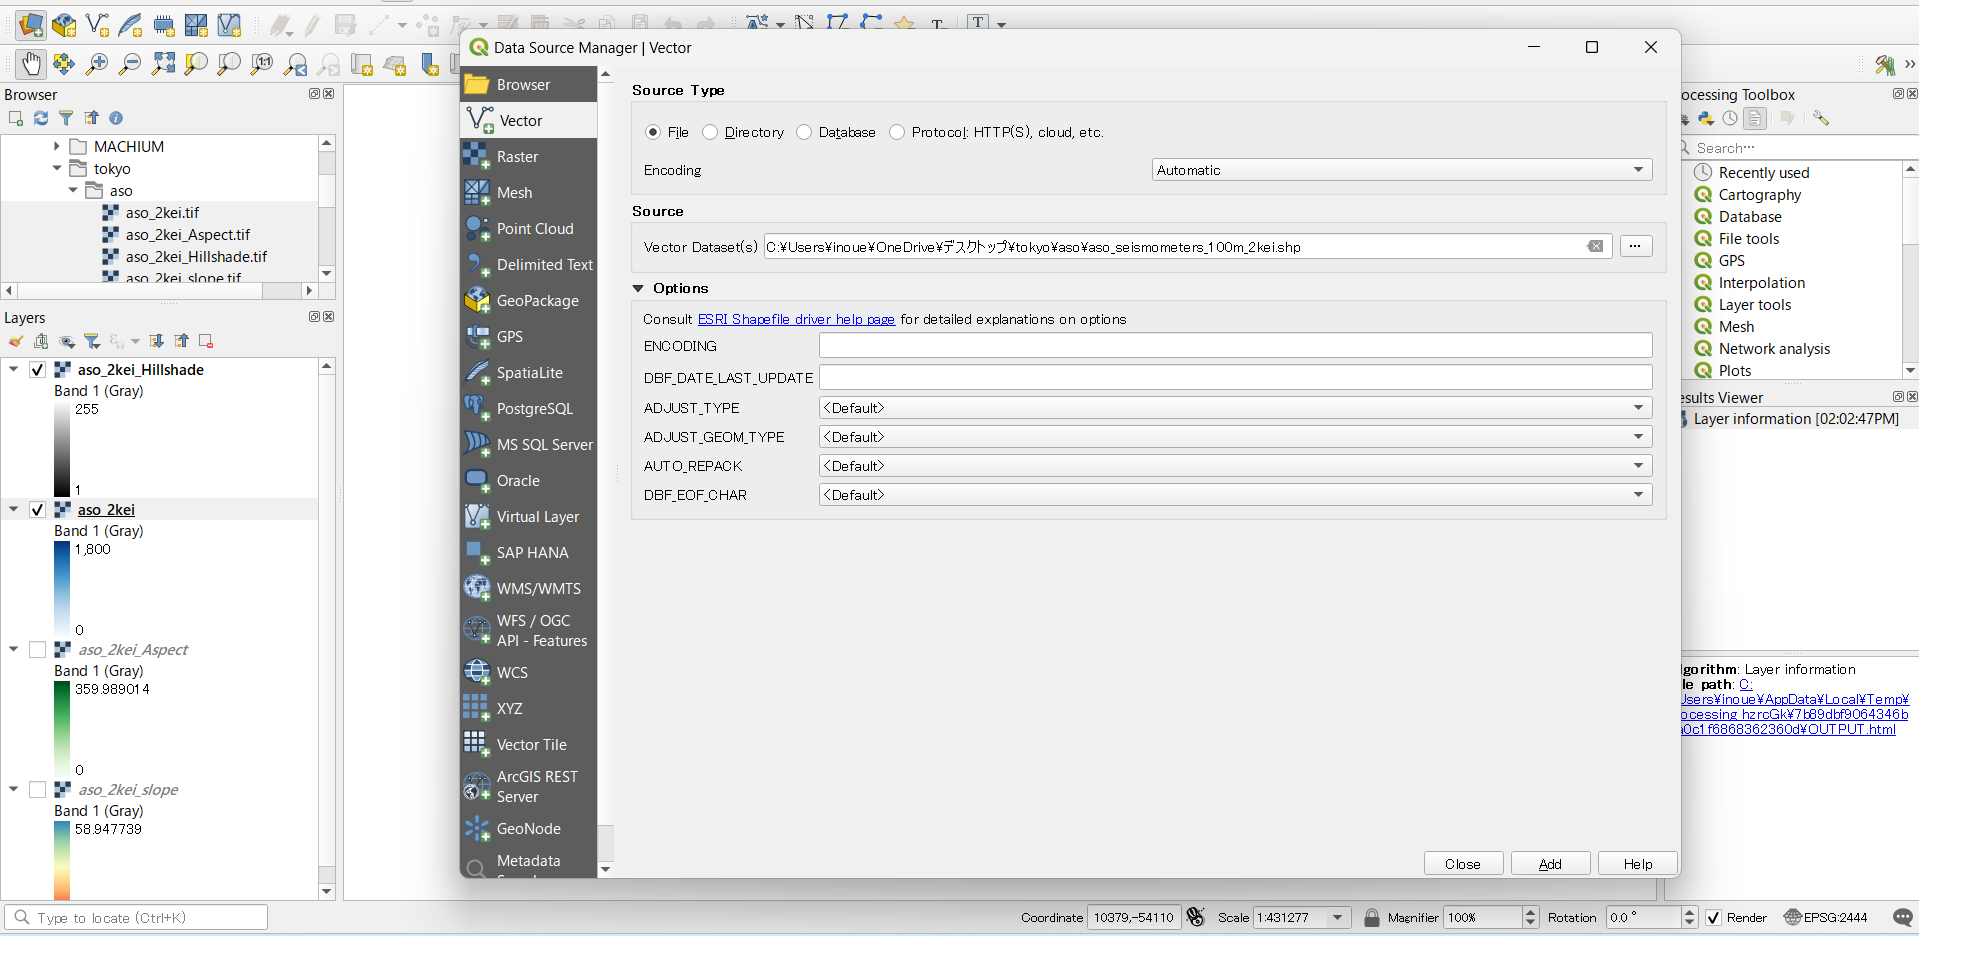 Data Source Manager | Vector
Browser
MACHIUM
tokyo
aso
aso_2kei.tif
aso_2kei_Aspect.tif
aso_2kei_Hillshade.tif
aso_2kei_slope.tif
Layers
aso_2kei_Hillshade
Band 1 (Gray)
255
1
aso_2kei
Band 1 (Gray)
1,800
0
aso_2kei_Aspect
Band 1 (Gray)
359.989014
0
aso_2kei_slope
Band 1 (Gray)
58.947739
Browser
Vector
Raster
Mesh
Point Cloud
Delimited Text
GeoPackage
GPS
SpatiaLite
PostgreSQL
MS SQL Server
Oracle
Virtual Layer
SAP HANA
WMS/WMTS
WFS / OGC
API - Features
WCS
XYZ
Vector Tile
ArcGIS REST
Server
GeoNode
Metadata
Source Type
File Directory Database Protocol: HTTP(S), cloud, etc.
Encoding Automatic
Source
Vector Dataset(s) C:¥Users¥inoue¥OneDrive¥デスクトップ¥tokyo¥aso¥aso_seismometers_100m_2kei.shp ...
Options
Consult ESRI Shapefile driver help page for detailed explanations on options
ENCODING
DBF_DATE_LAST_UPDATE
ADJUST_TYPE <Default>
ADJUST_GEOM_TYPE <Default>
AUTO_REPACK <Default>
DBF_EOF_CHAR <Default>
Close Add Help
ocessing Toolbox
Search…
Recently used
Cartography
Database
File tools
GPS
Interpolation
Layer tools
Mesh
Network analysis
Plots
esults Viewer
Layer information [02:02:47PM]
lgorithm: Layer information
le path: C:
Users¥inoue¥AppData¥Local¥Temp¥
ocessing_hzrcGk¥7b89dbf9064346b
a0c1f6868362360d¥OUTPUT.html
Type to locate (Ctrl+K)
Coordinate 10379,-54110 Scale 1:431277 Magnifier 100% Rotation 0.0 ° Render EPSG:2444